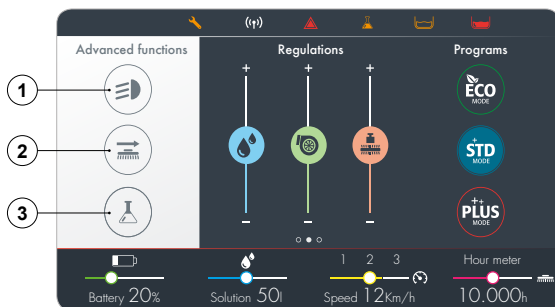 Advanced functions
Regulations
Programs
1
2
3
+ + +
- - -
ECO
MODE
+
STD
MODE
++
PLUS
MODE
1 2 3
Hour meter
Battery 20%
Solution 50l
Speed 12Km/h
10.000h